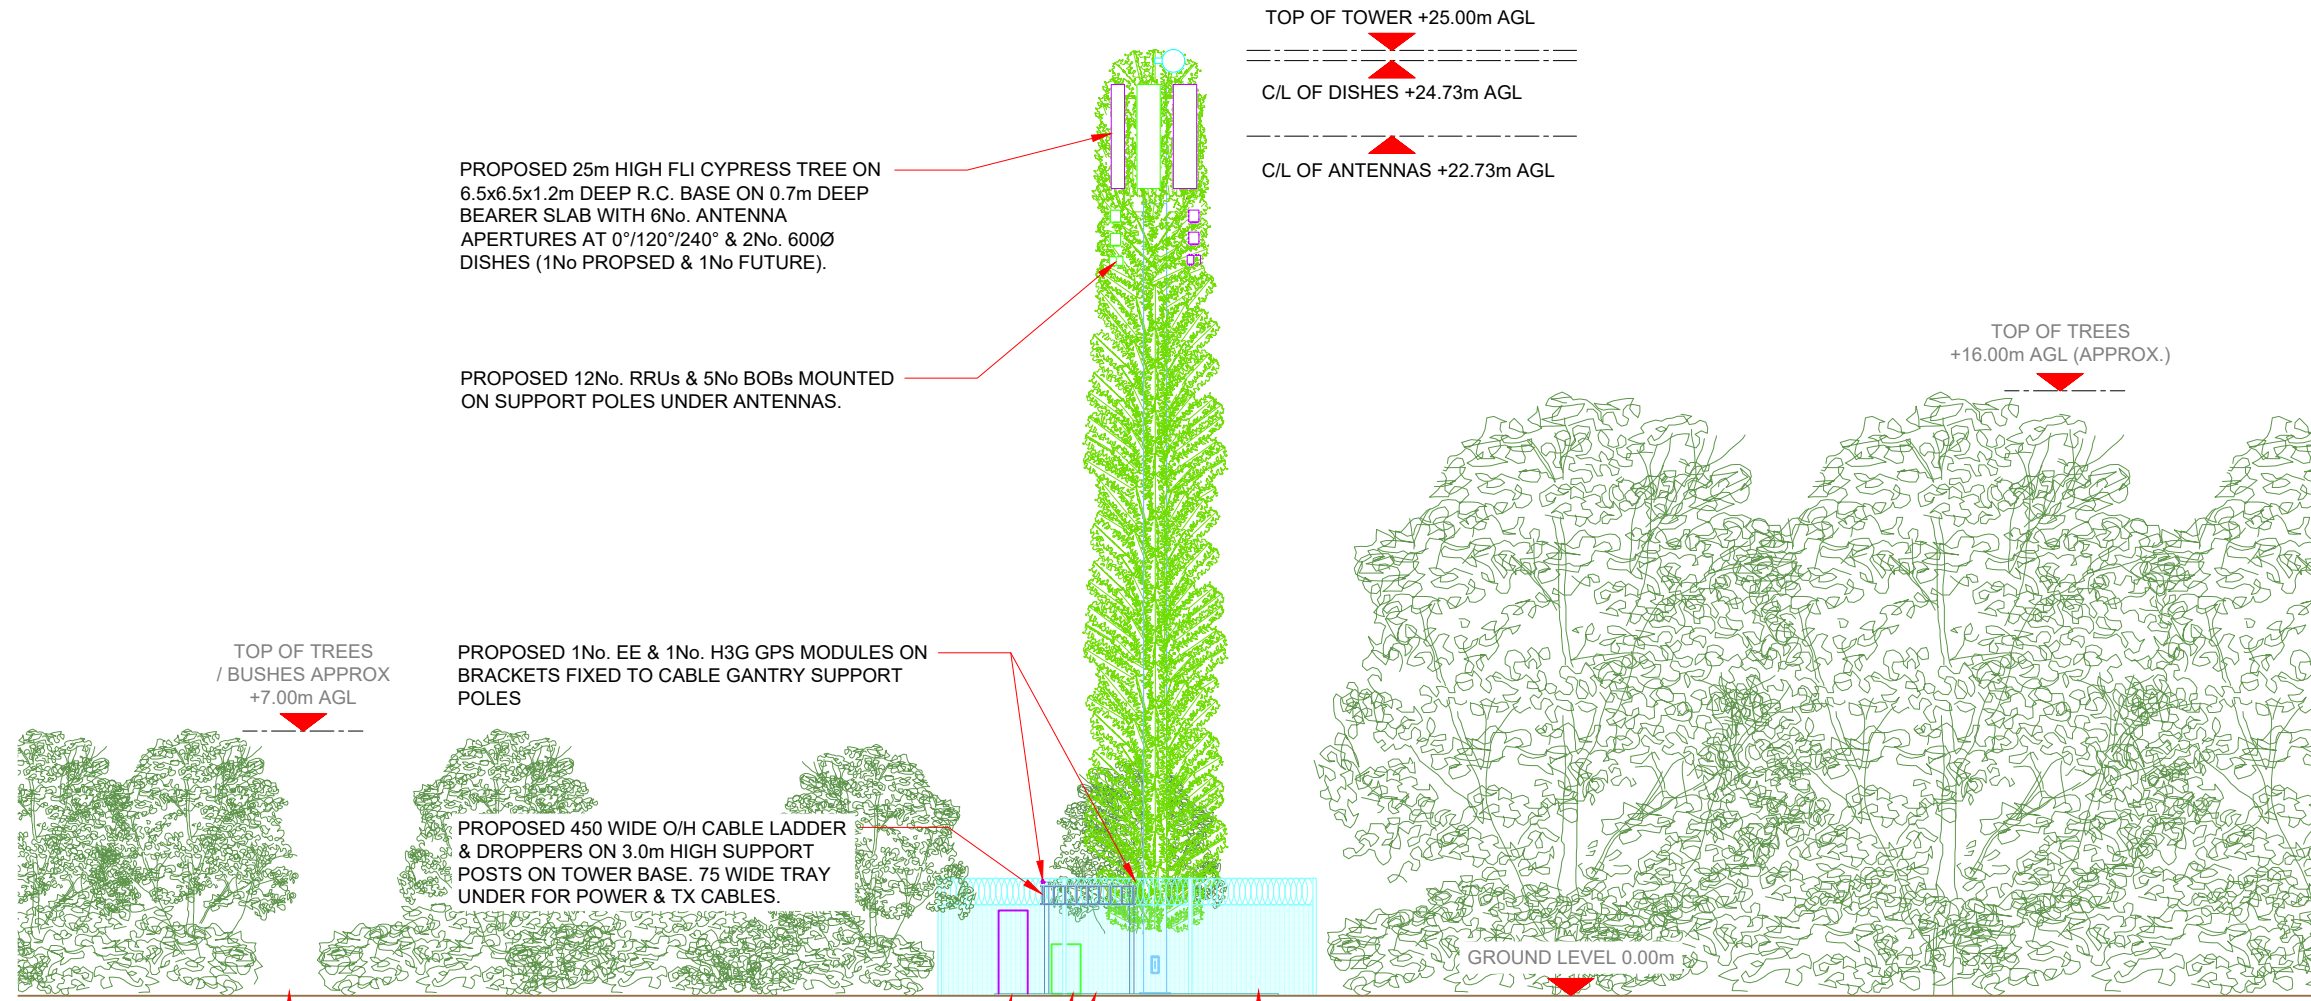 TOP OF TOWER +25.00m AGL
C/L OF DISHES +24.73m AGL
C/L OF ANTENNAS +22.73m AGL
PROPOSED 25m HIGH FLI CYPRESS TREE ON
6.5x6.5x1.2m DEEP R.C. BASE ON 0.7m DEEP
BEARER SLAB WITH 6No. ANTENNA
APERTURES AT 0°/120°/240° & 2No. 600Ø
DISHES (1No PROPSED & 1No FUTURE).
PROPOSED 12No. RRUs & 5No BOBs MOUNTED
ON SUPPORT POLES UNDER ANTENNAS.
TOP OF TREES
+16.00m AGL (APPROX.)
TOP OF TREES
/ BUSHES APPROX
+7.00m AGL
PROPOSED 1No. EE & 1No. H3G GPS MODULES ON
BRACKETS FIXED TO CABLE GANTRY SUPPORT
POLES
PROPOSED 450 WIDE O/H CABLE LADDER
& DROPPERS ON 3.0m HIGH SUPPORT
POSTS ON TOWER BASE. 75 WIDE TRAY
UNDER FOR POWER & TX CABLES.
GROUND LEVEL 0.00m